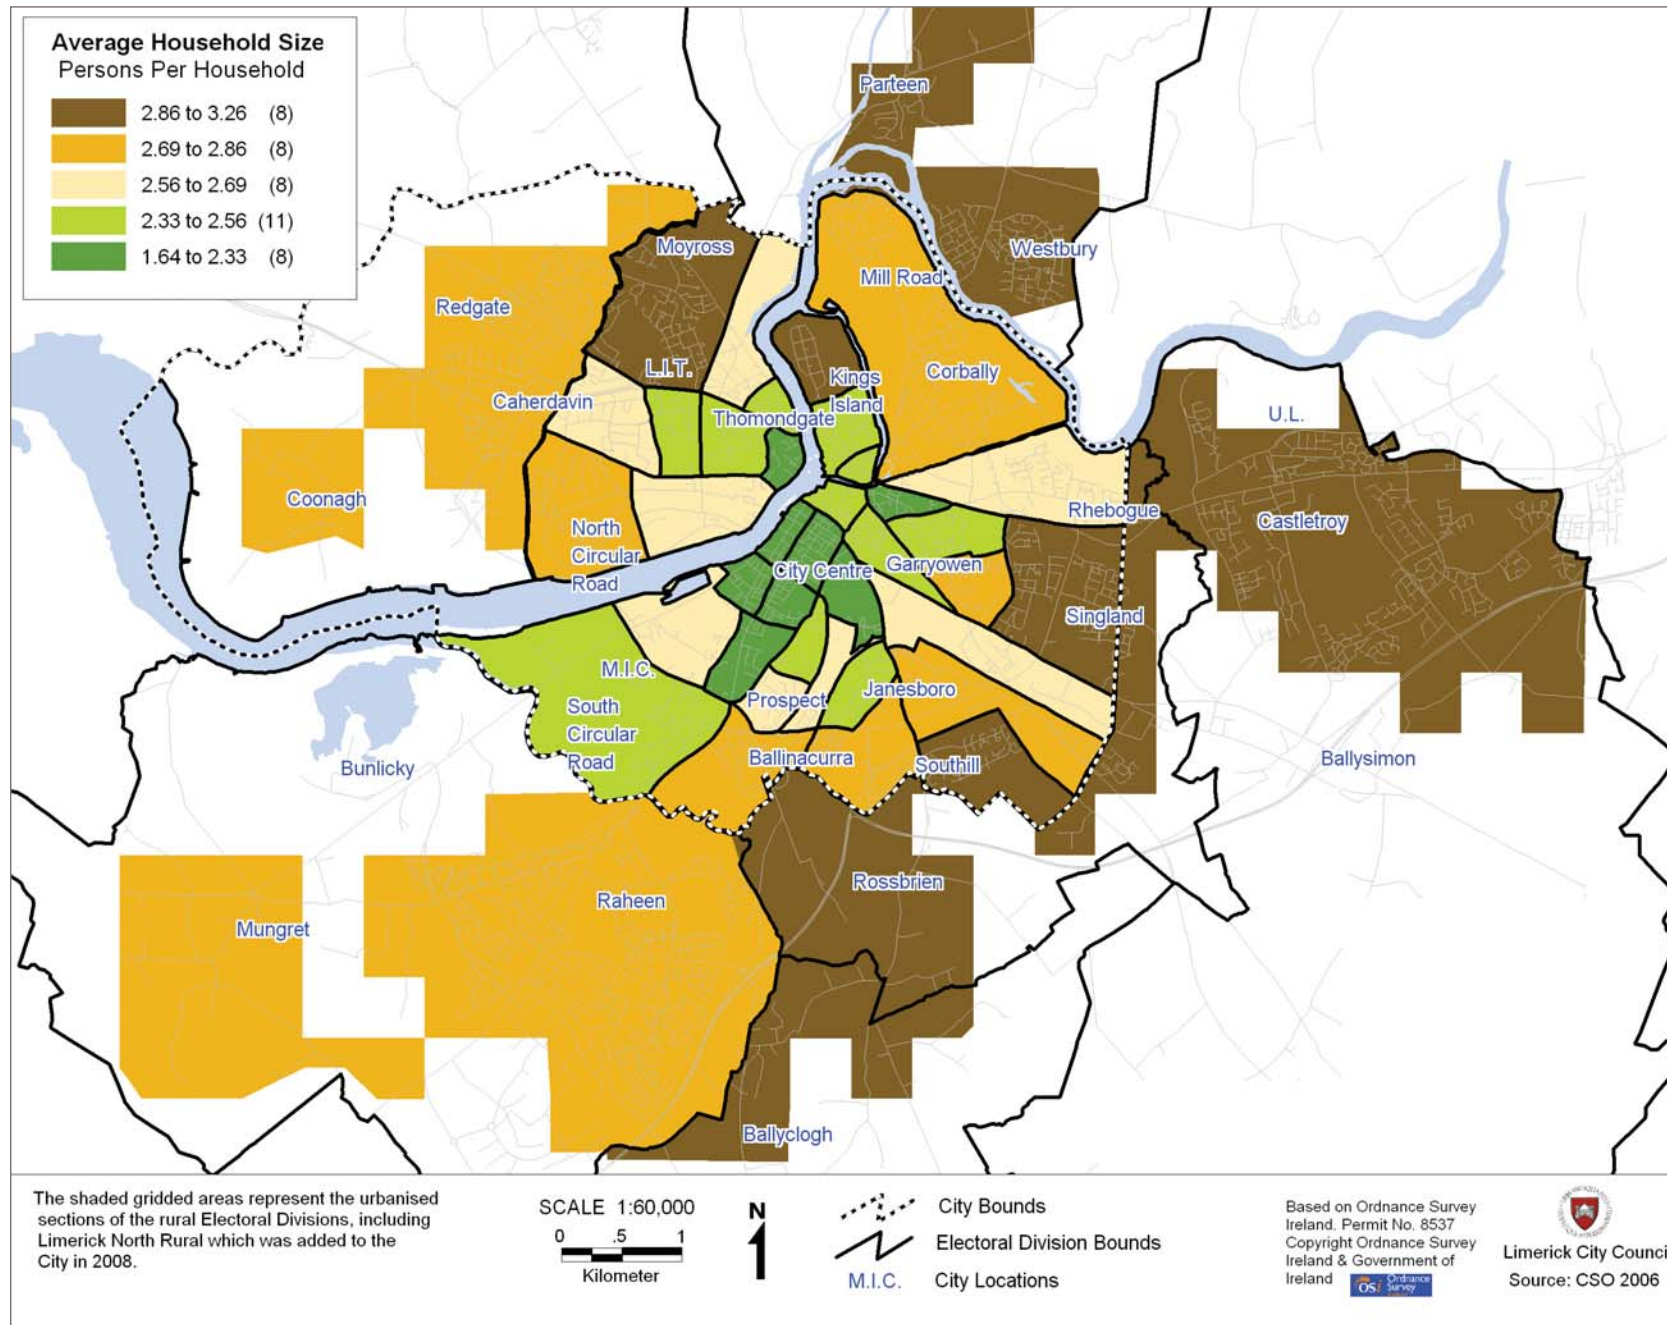 Average Household Size
Persons Per Household
2.86 to 3.26 (8)
2.69 to 2.86 (8)
2.56 to 2.69 (8)
2.33 to 2.56 (11)
1.64 to 2.33 (8)
Parteen
Moyross
Westbury
Mill Road
Redgate
L.I.T.
Kings
Island
Corbally
Caherdavin
Thomondgate
U.L.
Coonagh
North
Circular
Road
Rhebogue
Castletroy
City Centre
Garryowen
Singland
M.I.C.
Prospect
Janesboro
South
Circular
Road
Bunlicky
Ballinacurra
Southill
Ballysimon
Rossbrien
Raheen
Mungret
Ballyclogh
The shaded gridded areas represent the urbanised
sections of the rural Electoral Divisions, including
Limerick North Rural which was added to the
City in 2008.
SCALE 1:60,000
0 .5 1
Kilometer
N
City Bounds
Electoral Division Bounds
M.I.C. City Locations
Based on Ordnance Survey
Ireland. Permit No. 8537
Copyright Ordnance Survey
Ireland & Government of
Ireland
OSi Ordnance
Survey
Limerick City Counci
Source: CSO 2006